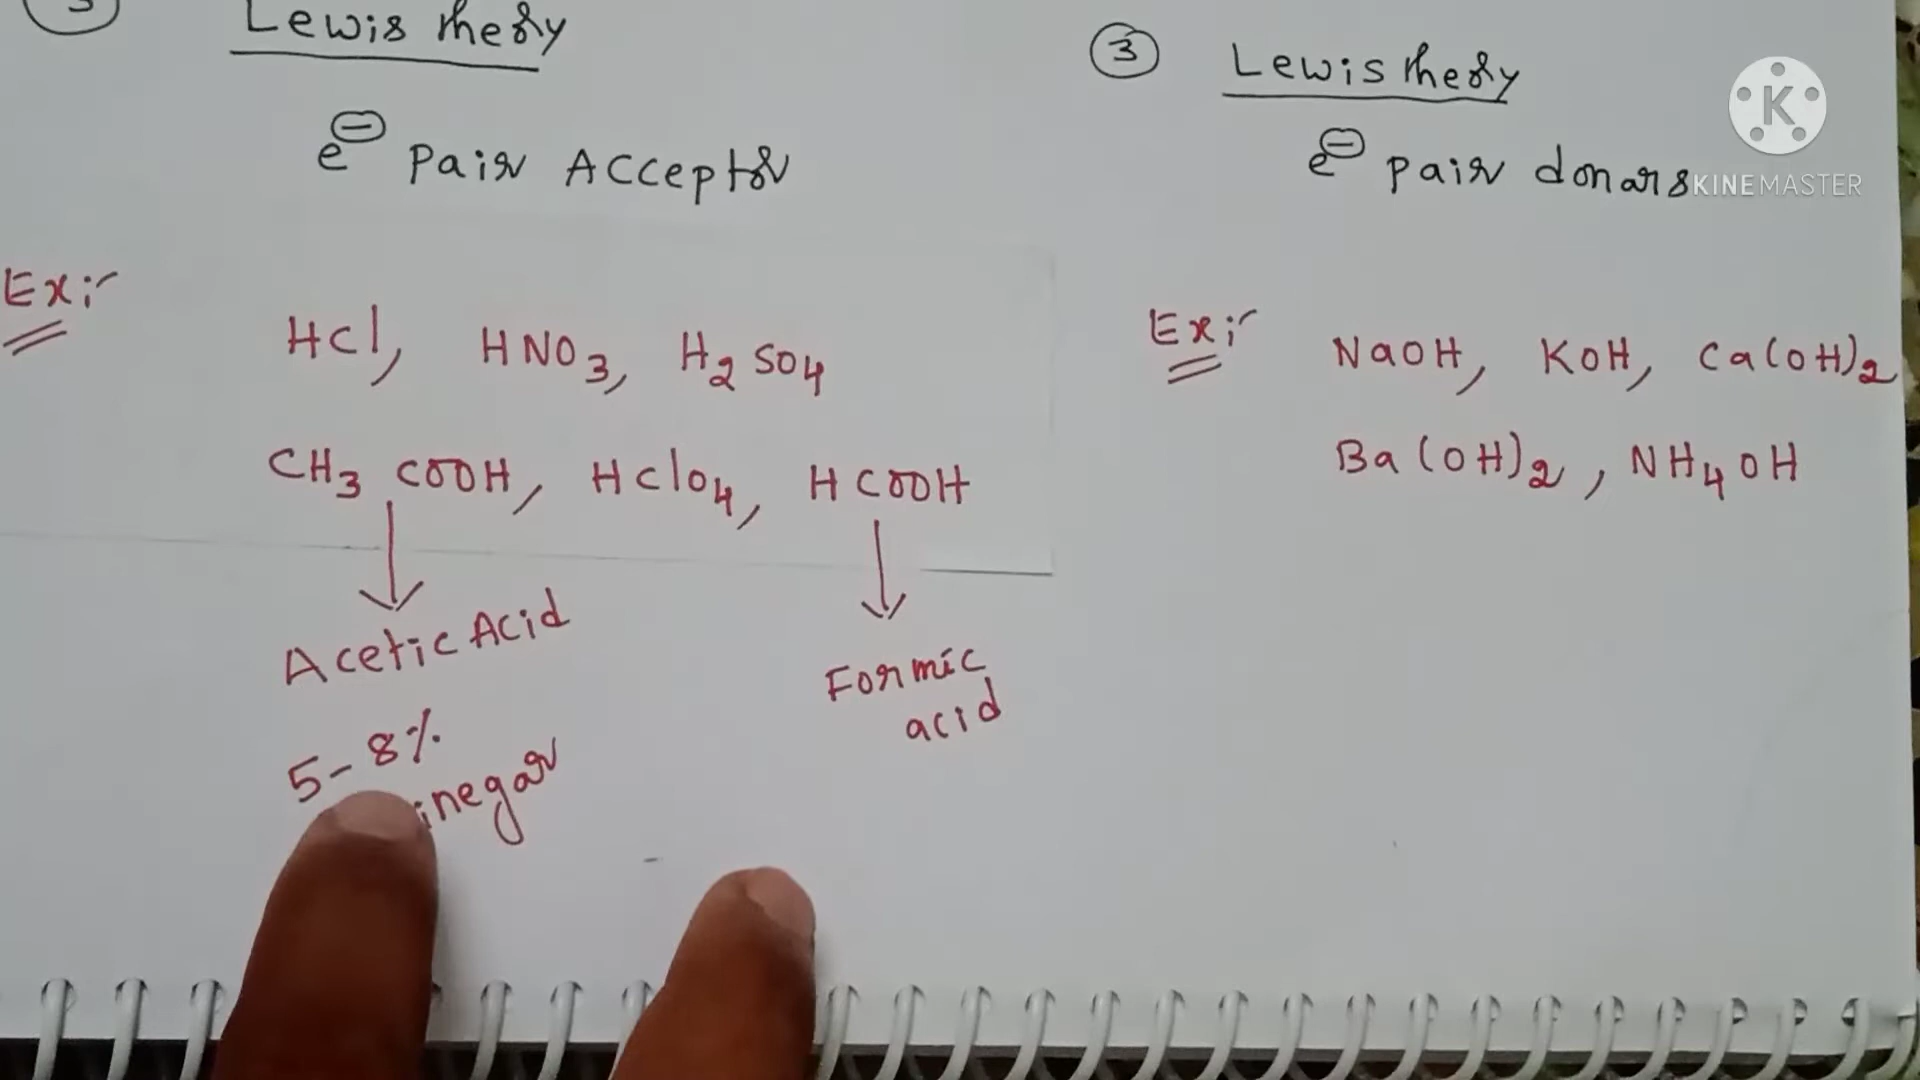 3
Lewis theory
e⊖ Pair Acceptor
Ex:-
HCl, HNO3, H2SO4
CH3COOH, HClO4, HCOOH
Acetic Acid
5-8%
Formic
acid
3
Lewis theory
e⊖ pair donars
Ex:-
NaOH, KOH, Ca(OH)2
Ba(OH)2, NH4OH
K
KINEMASTER